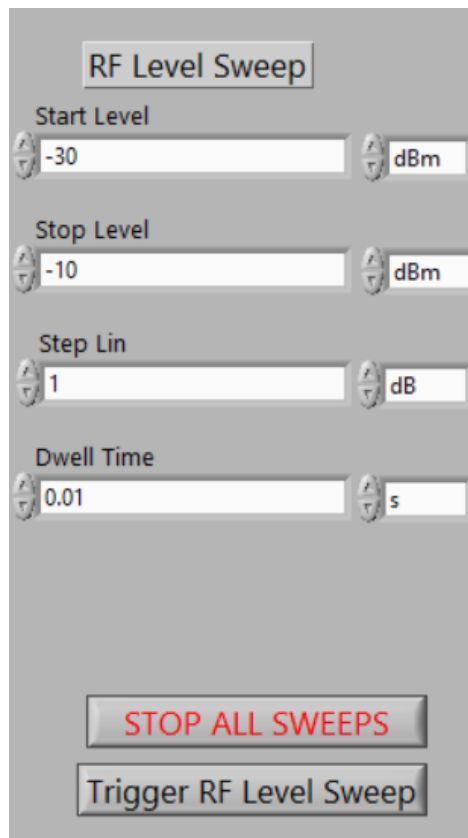 RF Level Sweep
Start Level
-30 dBm
Stop Level
-10 dBm
Step Lin
1 dB
Dwell Time
0.01 s
STOP ALL SWEEPS
Trigger RF Level Sweep